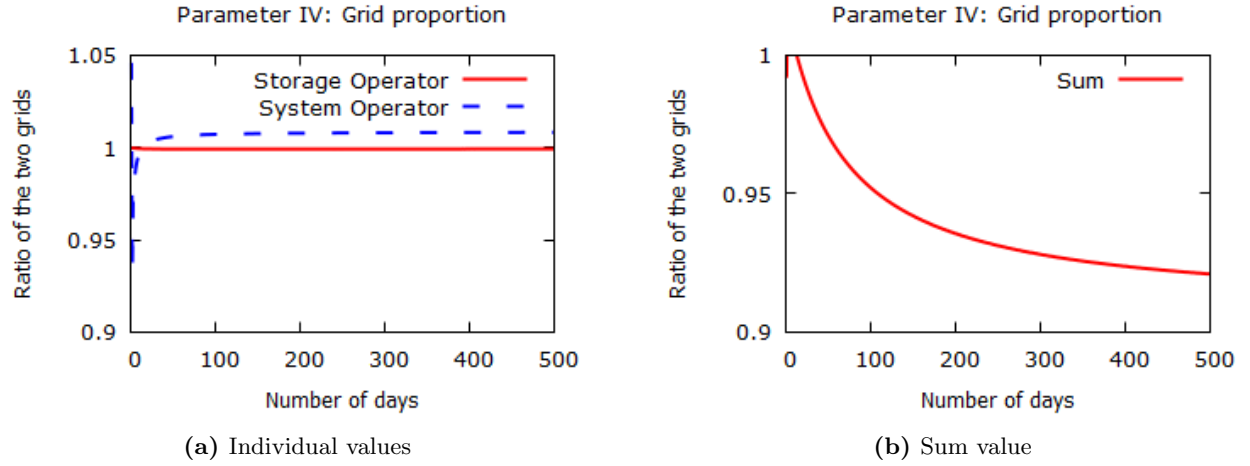 Parameter IV: Grid proportion
Ratio of the two grids
1.05
1
0.95
0.9
Storage Operator
System Operator
0 100 200 300 400 500
Number of days
(a) Individual values
Parameter IV: Grid proportion
Ratio of the two grids
1
0.95
0.9
Sum
0 100 200 300 400 500
Number of days
(b) Sum value